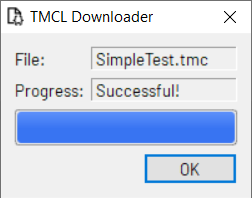 TMCL Downloader
File: SimpleTest.tmc
Progress: Successful!
OK